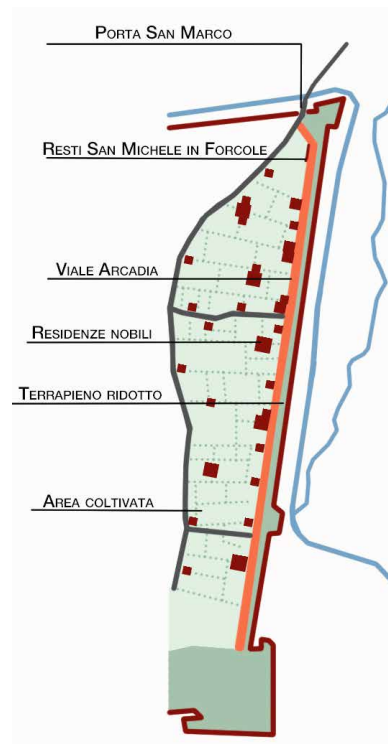 Porta San Marco
Resti San Michele in Forcole
Viale Arcadia
Residenze nobili
Terrapieno ridotto
Area coltivata